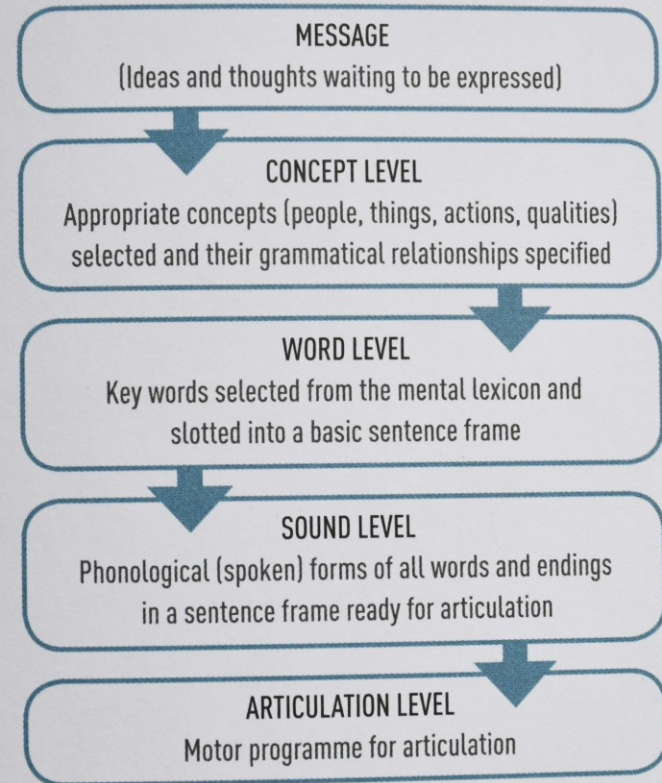 MESSAGE
(Ideas and thoughts waiting to be expressed)
CONCEPT LEVEL
Appropriate concepts (people, things, actions, qualities)
selected and their grammatical relationships specified
WORD LEVEL
Key words selected from the mental lexicon and
slotted into a basic sentence frame
SOUND LEVEL
Phonological (spoken) forms of all words and endings
in a sentence frame ready for articulation
ARTICULATION LEVEL
Motor programme for articulation